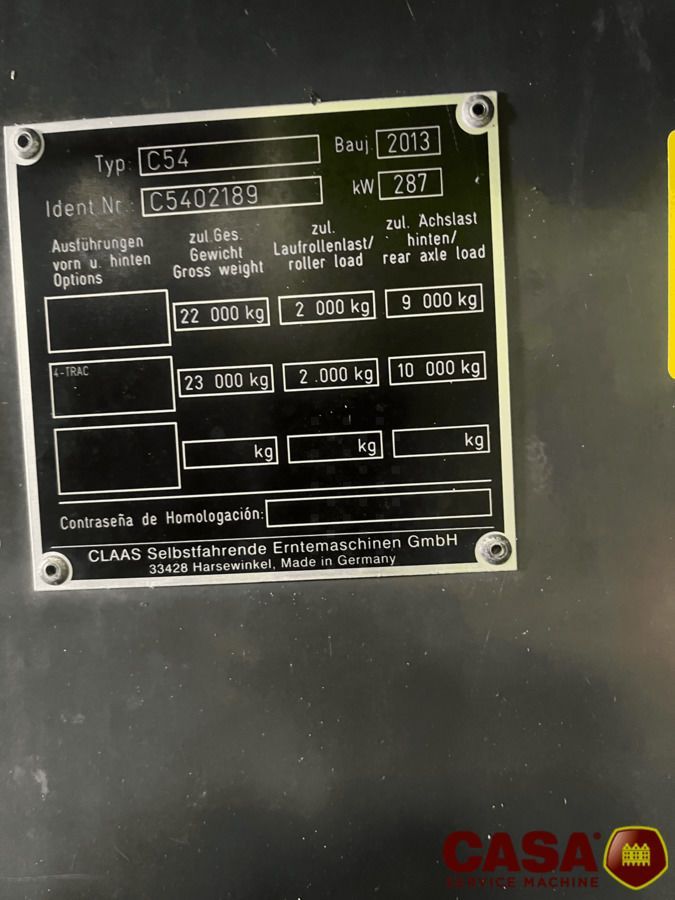 Typ: C54 Bauj. 2013
Ident.Nr.: C5402189 kW 287
Ausführungen
vorn u. hinten
Options
zul.Ges.
Gewicht
Gross weight
zul.
Laufrollenlast/
roller load
zul. Achslast
hinten/
rear axle load
22 000 kg 2 000 kg 9 000 kg
4-TRAC 23 000 kg 2.000 kg 10 000 kg
kg kg kg
Contraseña de Homologación:
CLAAS Selbstfahrende Erntemaschinen GmbH
33428 Harsewinkel, Made in Germany
CASA
SERVICE MACHINE